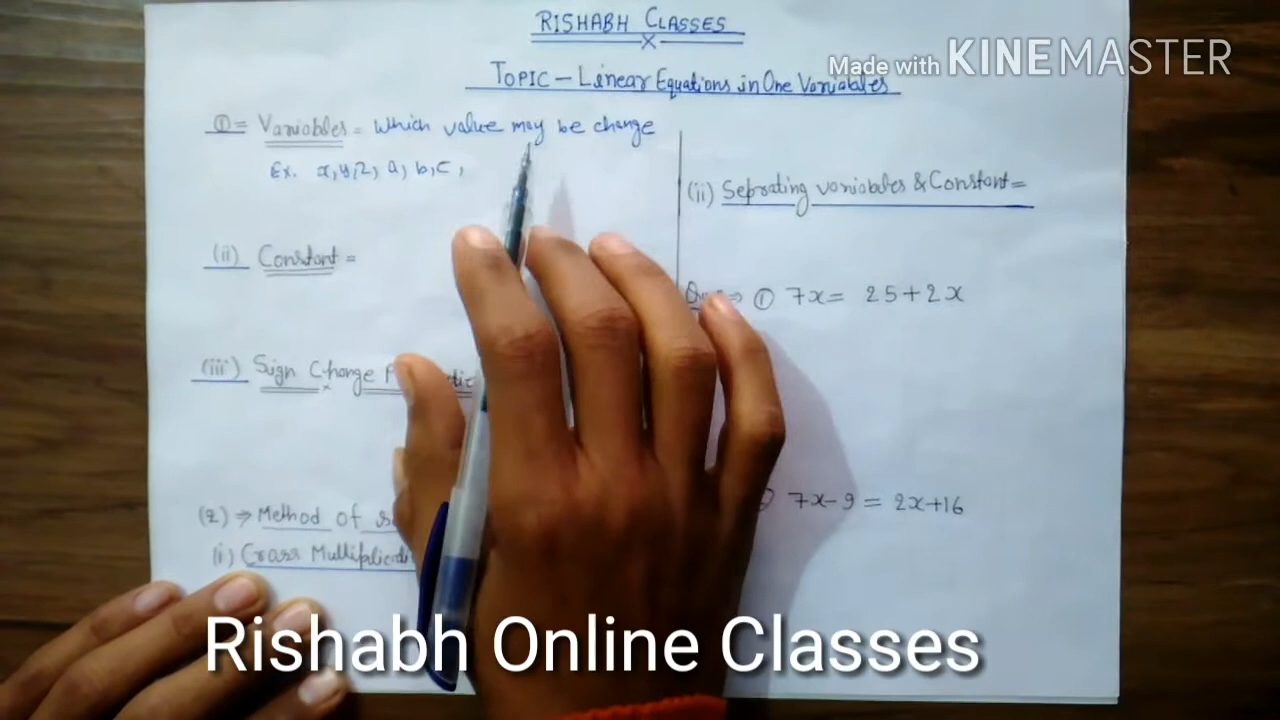 RISHABH CLASSES
Made with KINEMASTER
TOPIC - Linear Equations in One Variables
①= Variables = Which value may be change
Ex. x, y, z, a, b, c,
(ii) Constant =
(iii) Sign Change
(2) ⇒ Method of
(i) Cross
(ii) Seprating variables & Constant =
① 7x = 25+2x
7x-9 = 2x+16
Rishabh Online Classes